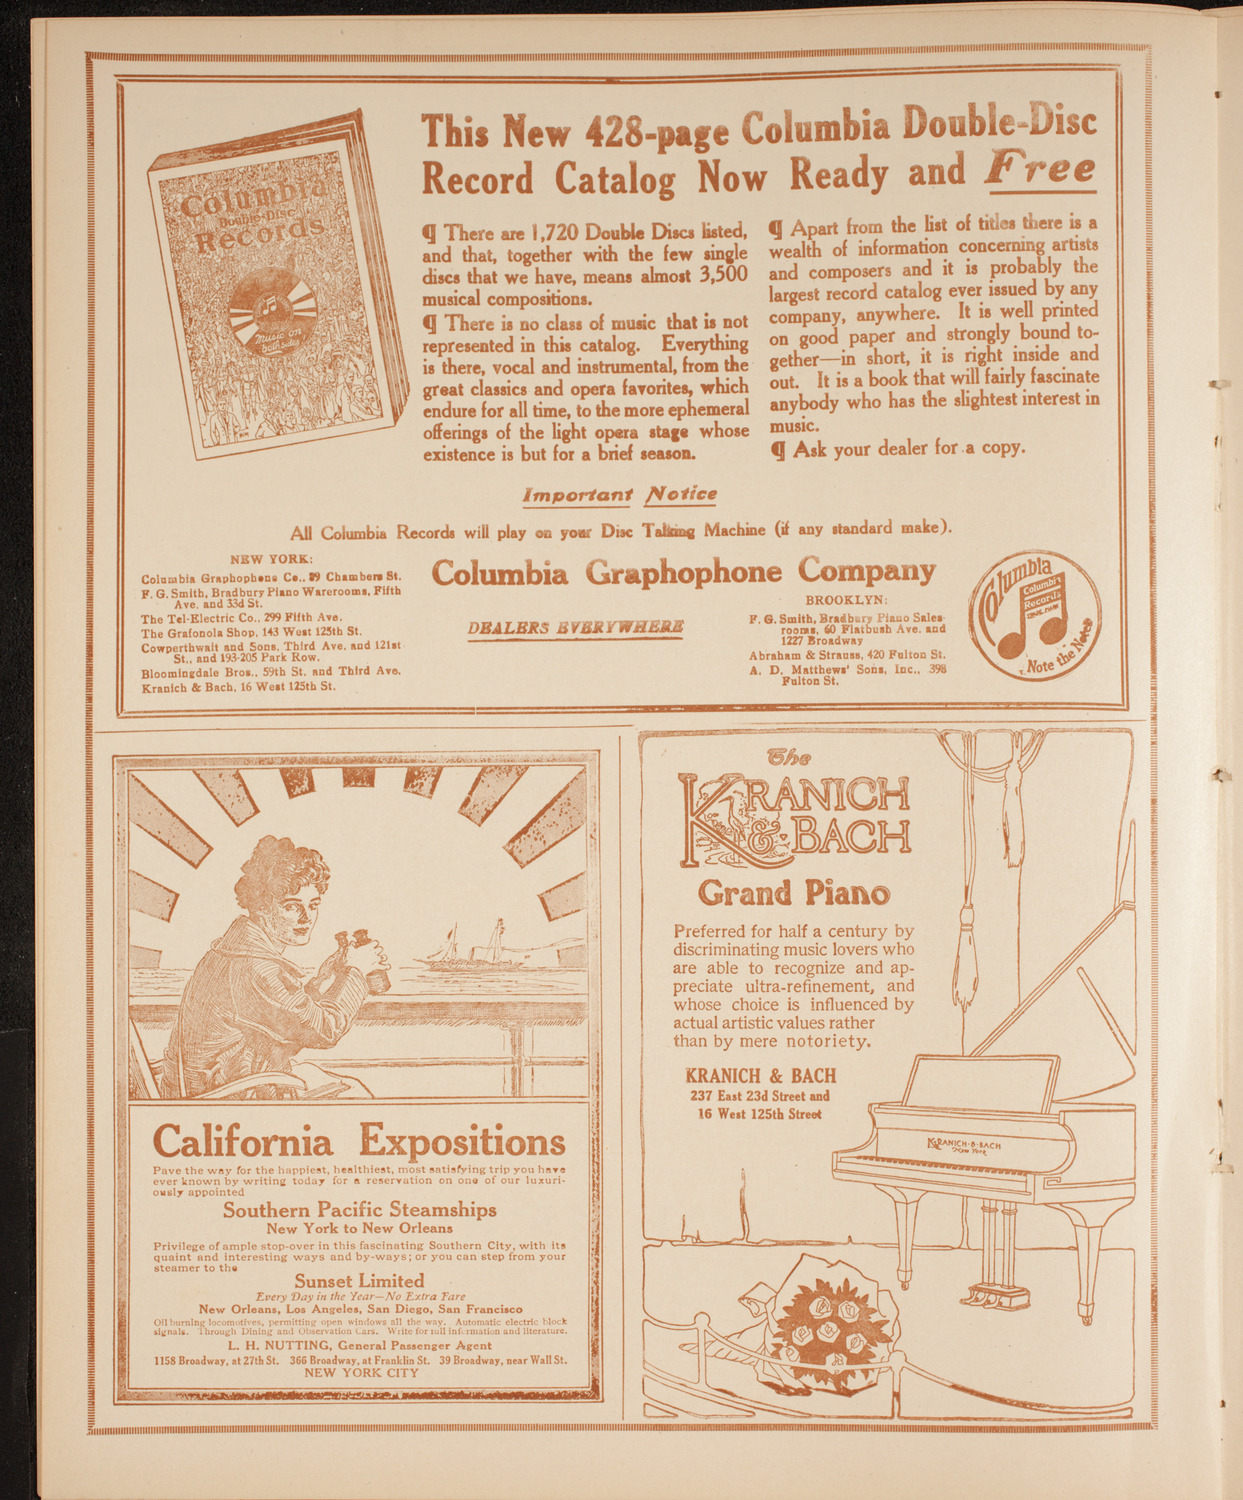 Columbia
Double-Disc
Records
Music on
Both sides
This New 428-page Columbia Double-Disc
Record Catalog Now Ready and Free
¶ There are 1,720 Double Discs listed,
and that, together with the few single
discs that we have, means almost 3,500
musical compositions.
¶ There is no class of music that is not
represented in this catalog. Everything
is there, vocal and instrumental, from the
great classics and opera favorites, which
endure for all time, to the more ephemeral
offerings of the light opera stage whose
existence is but for a brief season.
¶ Apart from the list of titles there is a
wealth of information concerning artists
and composers and it is probably the
largest record catalog ever issued by any
company, anywhere. It is well printed
on good paper and strongly bound to-
gether—in short, it is right inside and
out. It is a book that will fairly fascinate
anybody who has the slightest interest in
music.
¶ Ask your dealer for a copy.
Important Notice
All Columbia Records will play on your Disc Talking Machine (if any standard make).
NEW YORK:
Columbia Graphophone Co., 89 Chambers St.
F. G. Smith, Bradbury Piano Warerooms, Fifth
Ave. and 33d St.
The Tel-Electric Co., 299 Fifth Ave.
The Grafonola Shop, 143 West 125th St.
Cowperthwait and Sons, Third Ave. and 121st
St., and 193-205 Park Row.
Bloomingdale Bros., 59th St. and Third Ave.
Kranich & Bach, 16 West 125th St.
Columbia Graphophone Company
DEALERS EVERYWHERE
BROOKLYN:
F. G. Smith, Bradbury Piano Sales-
rooms, 60 Flatbush Ave. and
1227 Broadway
Abraham & Strauss, 420 Fulton St.
A. D. Matthews' Sons, Inc., 398
Fulton St.
Columbia
Columbia
Records
Note the Notes
California Expositions
Pave the way for the happiest, healthiest, most satisfying trip you have
ever known by writing today for a reservation on one of our luxuri-
ously appointed
Southern Pacific Steamships
New York to New Orleans
Privilege of ample stop-over in this fascinating Southern City, with its
quaint and interesting ways and by-ways; or you can step from your
steamer to the
Sunset Limited
Every Day in the Year—No Extra Fare
New Orleans, Los Angeles, San Diego, San Francisco
Oil burning locomotives, permitting open windows all the way. Automatic electric block
signals. Through Dining and Observation Cars. Write for full information and literature.
L. H. NUTTING, General Passenger Agent
1158 Broadway, at 27th St. 366 Broadway, at Franklin St. 39 Broadway, near Wall St.
NEW YORK CITY
The
KRANICH
& BACH
Grand Piano
Preferred for half a century by
discriminating music lovers who
are able to recognize and ap-
preciate ultra-refinement, and
whose choice is influenced by
actual artistic values rather
than by mere notoriety.
KRANICH & BACH
237 East 23d Street and
16 West 125th Street
KRANICH & BACH
New York